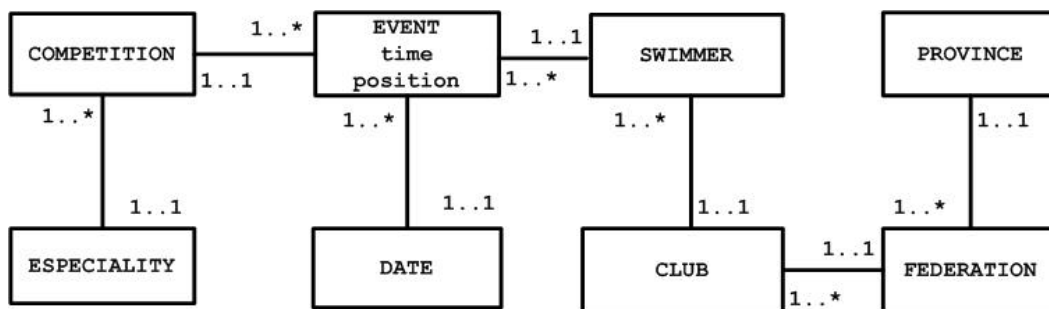 COMPETITION
1..*
1..1
EVENT
time
position
1..1
1..*
SWIMMER
PROVINCE
1..*
1..*
1..*
1..1
1..1
1..1
1..1
1..*
ESPECIALITY
DATE
CLUB
1..1
1..*
FEDERATION